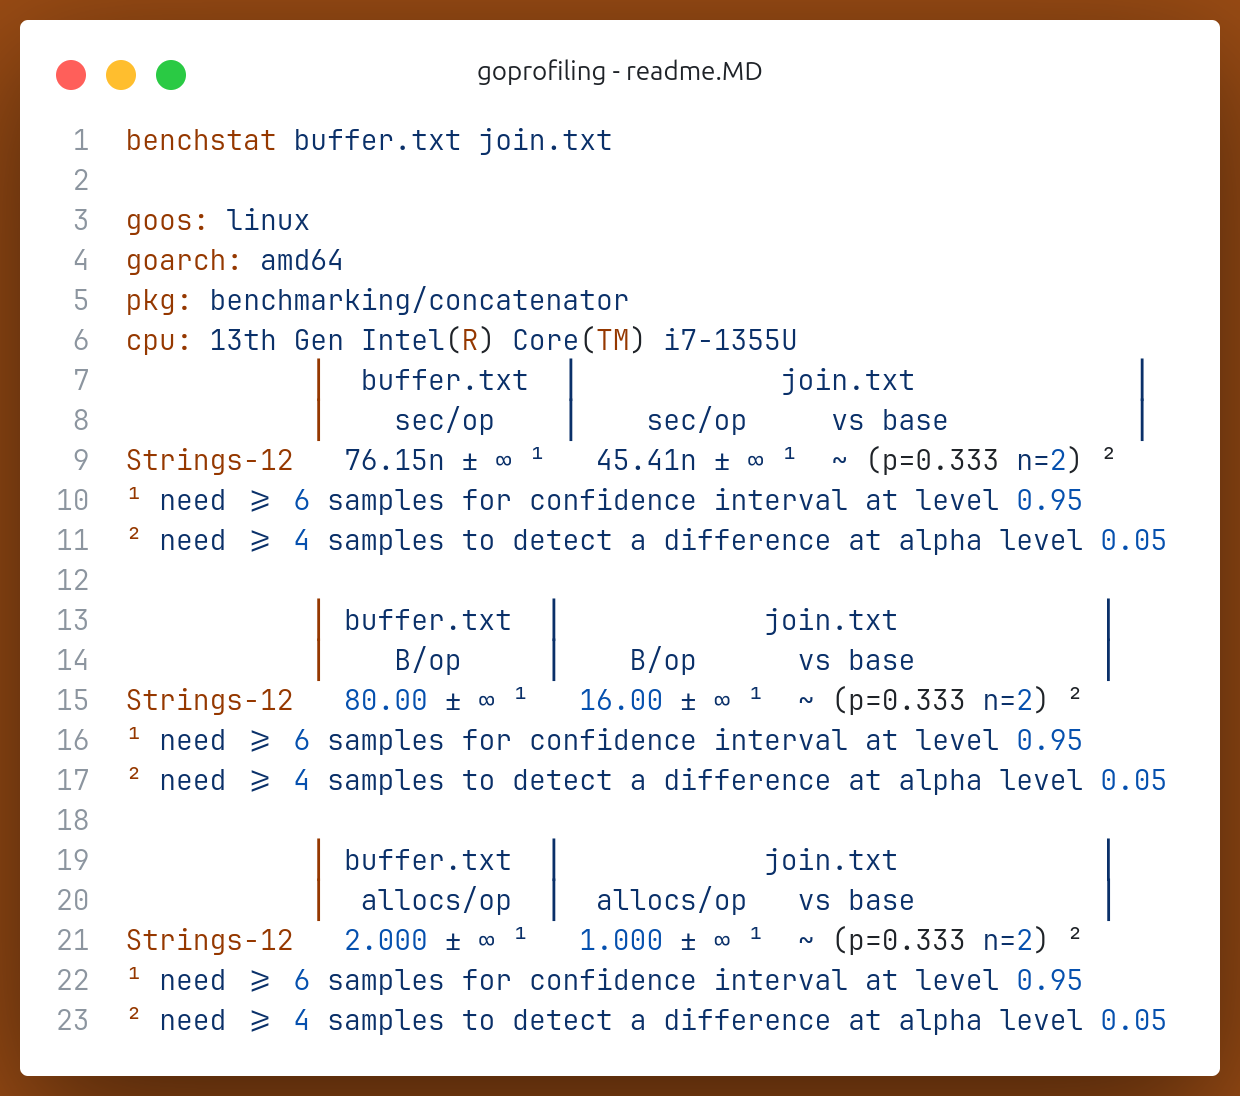 goprofiling - readme.MD
1 benchstat buffer.txt join.txt
2
3 goos: linux
4 goarch: amd64
5 pkg: benchmarking/concatenator
6 cpu: 13th Gen Intel(R) Core(TM) i7-1355U
7            │  buffer.txt  │            join.txt             │
8            │    sec/op    │    sec/op     vs base           │
9 Strings-12   76.15n ± ∞ ¹   45.41n ± ∞ ¹  ~ (p=0.333 n=2) ²
10 ¹ need >= 6 samples for confidence interval at level 0.95
11 ² need >= 4 samples to detect a difference at alpha level 0.05
12
13            │ buffer.txt  │            join.txt            │
14            │    B/op     │    B/op      vs base           │
15 Strings-12   80.00 ± ∞ ¹   16.00 ± ∞ ¹  ~ (p=0.333 n=2) ²
16 ¹ need >= 6 samples for confidence interval at level 0.95
17 ² need >= 4 samples to detect a difference at alpha level 0.05
18
19            │ buffer.txt  │            join.txt            │
20            │  allocs/op  │  allocs/op   vs base           │
21 Strings-12   2.000 ± ∞ ¹   1.000 ± ∞ ¹  ~ (p=0.333 n=2) ²
22 ¹ need >= 6 samples for confidence interval at level 0.95
23 ² need >= 4 samples to detect a difference at alpha level 0.05